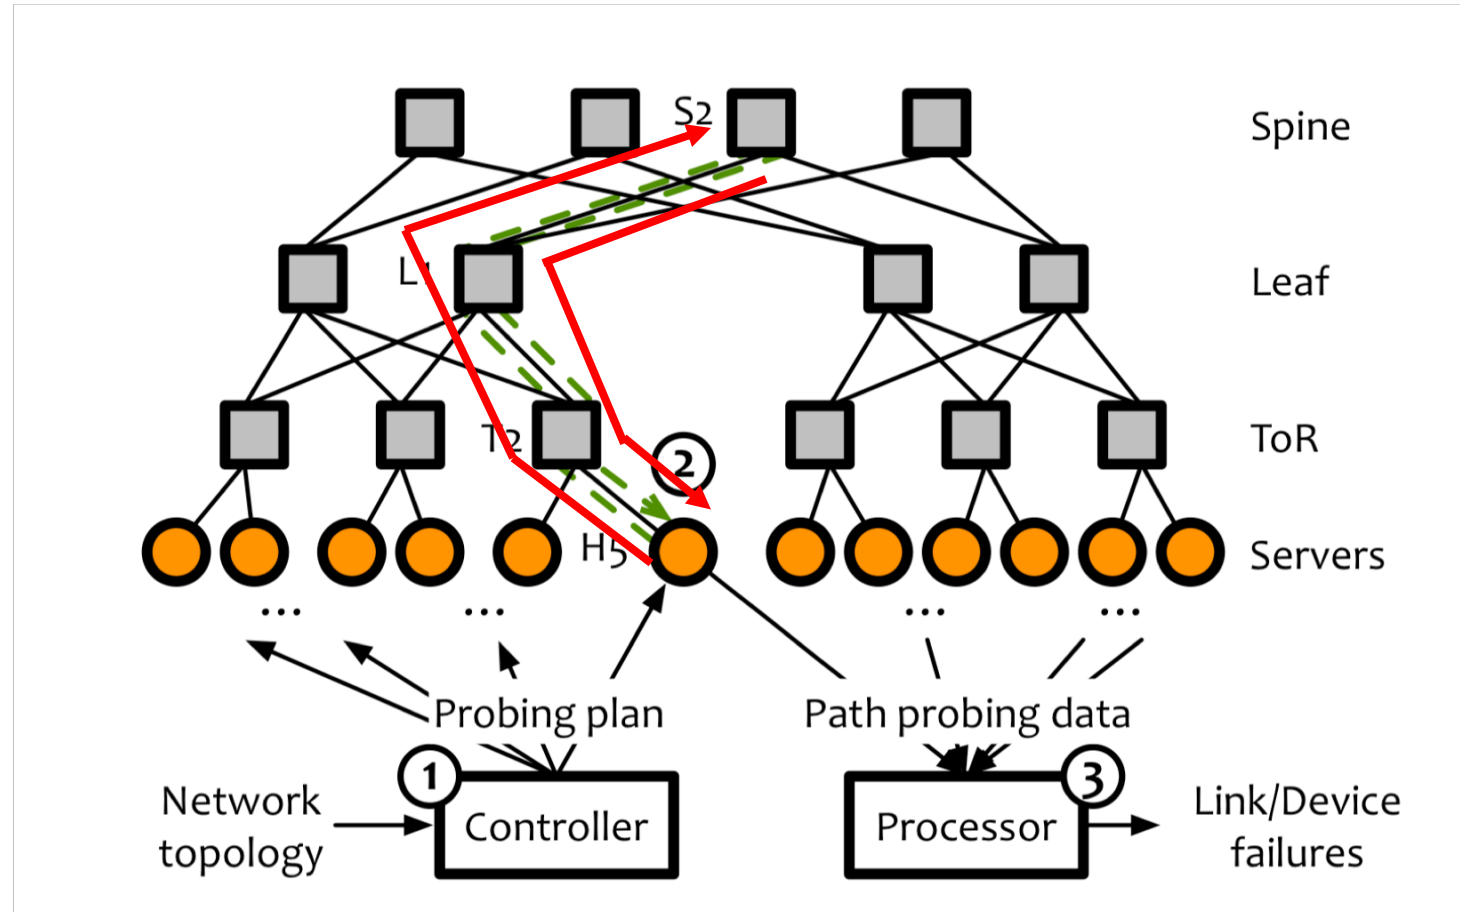 S2
Spine
L1
Leaf
T2
ToR
2
H5
Servers
...
...
...
...
Probing plan
Path probing data
1
3
Network
topology
Controller
Processor
Link/Device
failures